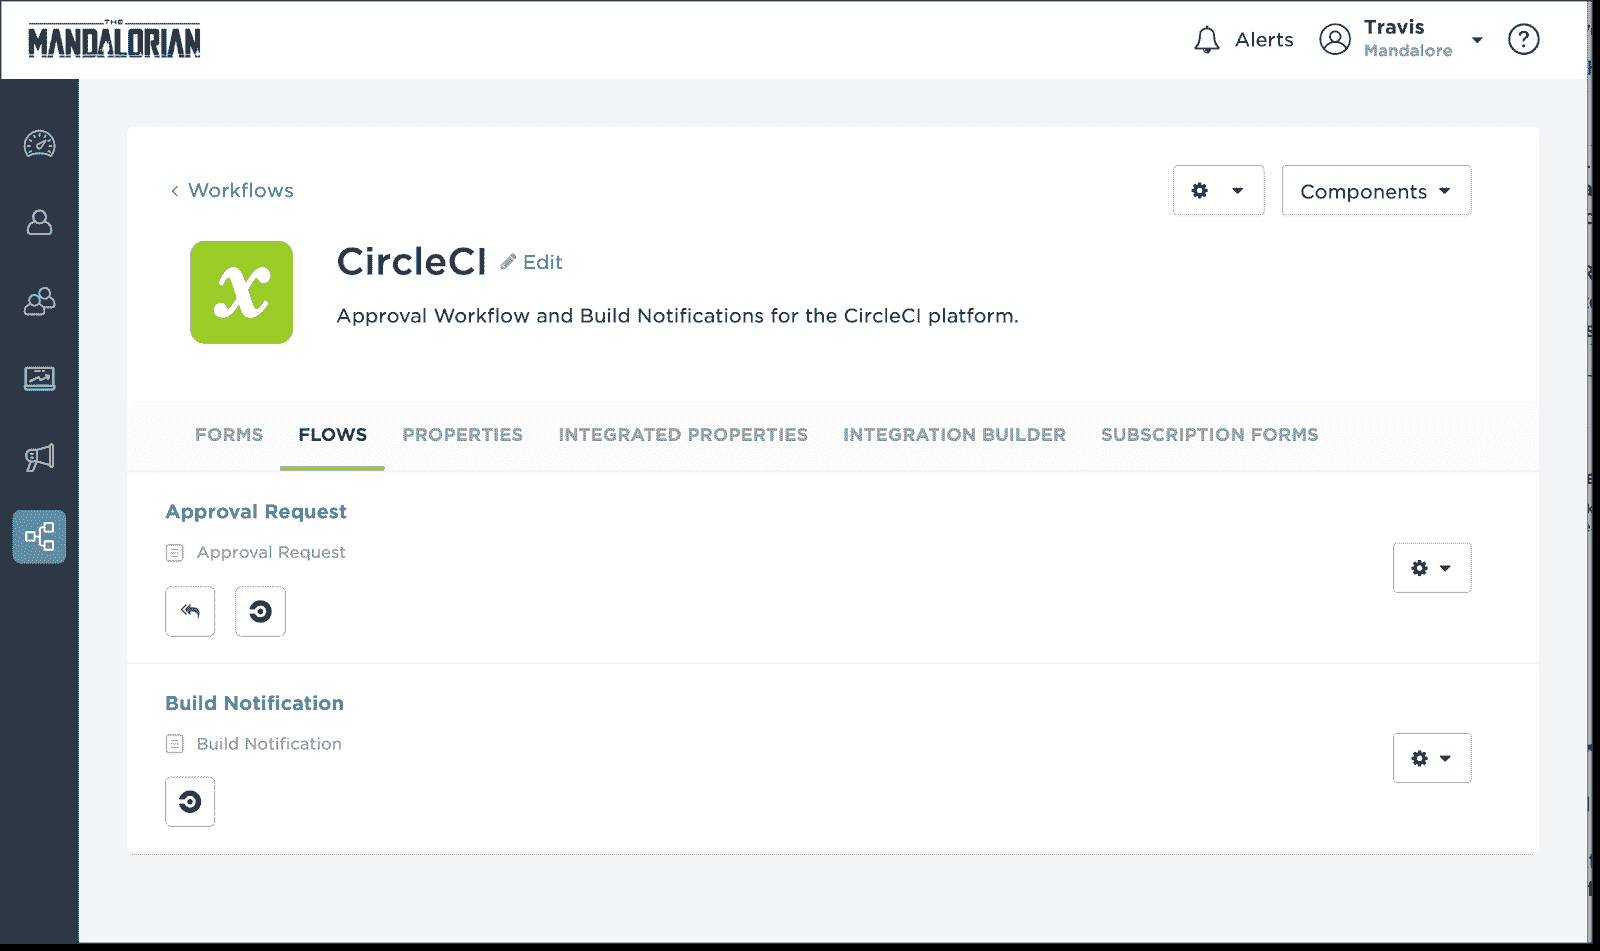 THE
MANDALORIAN
Alerts
Travis
Mandalore
?
< Workflows
Components
x
CircleCI
Edit
Approval Workflow and Build Notifications for the CircleCI platform.
FORMS FLOWS PROPERTIES INTEGRATED PROPERTIES INTEGRATION BUILDER SUBSCRIPTION FORMS
Approval Request
Approval Request
Build Notification
Build Notification